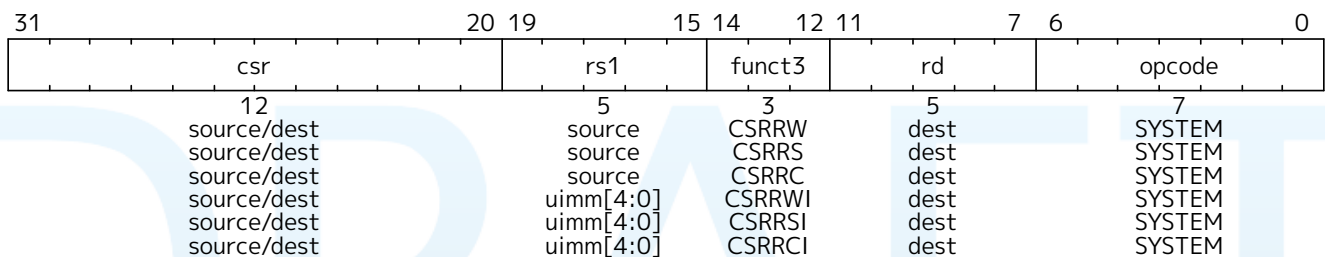 31 20 19 15 14 12 11 7 6 0
csr rs1 funct3 rd opcode
12 5 3 5 7
source/dest source CSRRW dest SYSTEM
source/dest source CSRRS dest SYSTEM
source/dest source CSRRC dest SYSTEM
source/dest uimm[4:0] CSRRWI dest SYSTEM
source/dest uimm[4:0] CSRRSI dest SYSTEM
source/dest uimm[4:0] CSRRCI dest SYSTEM